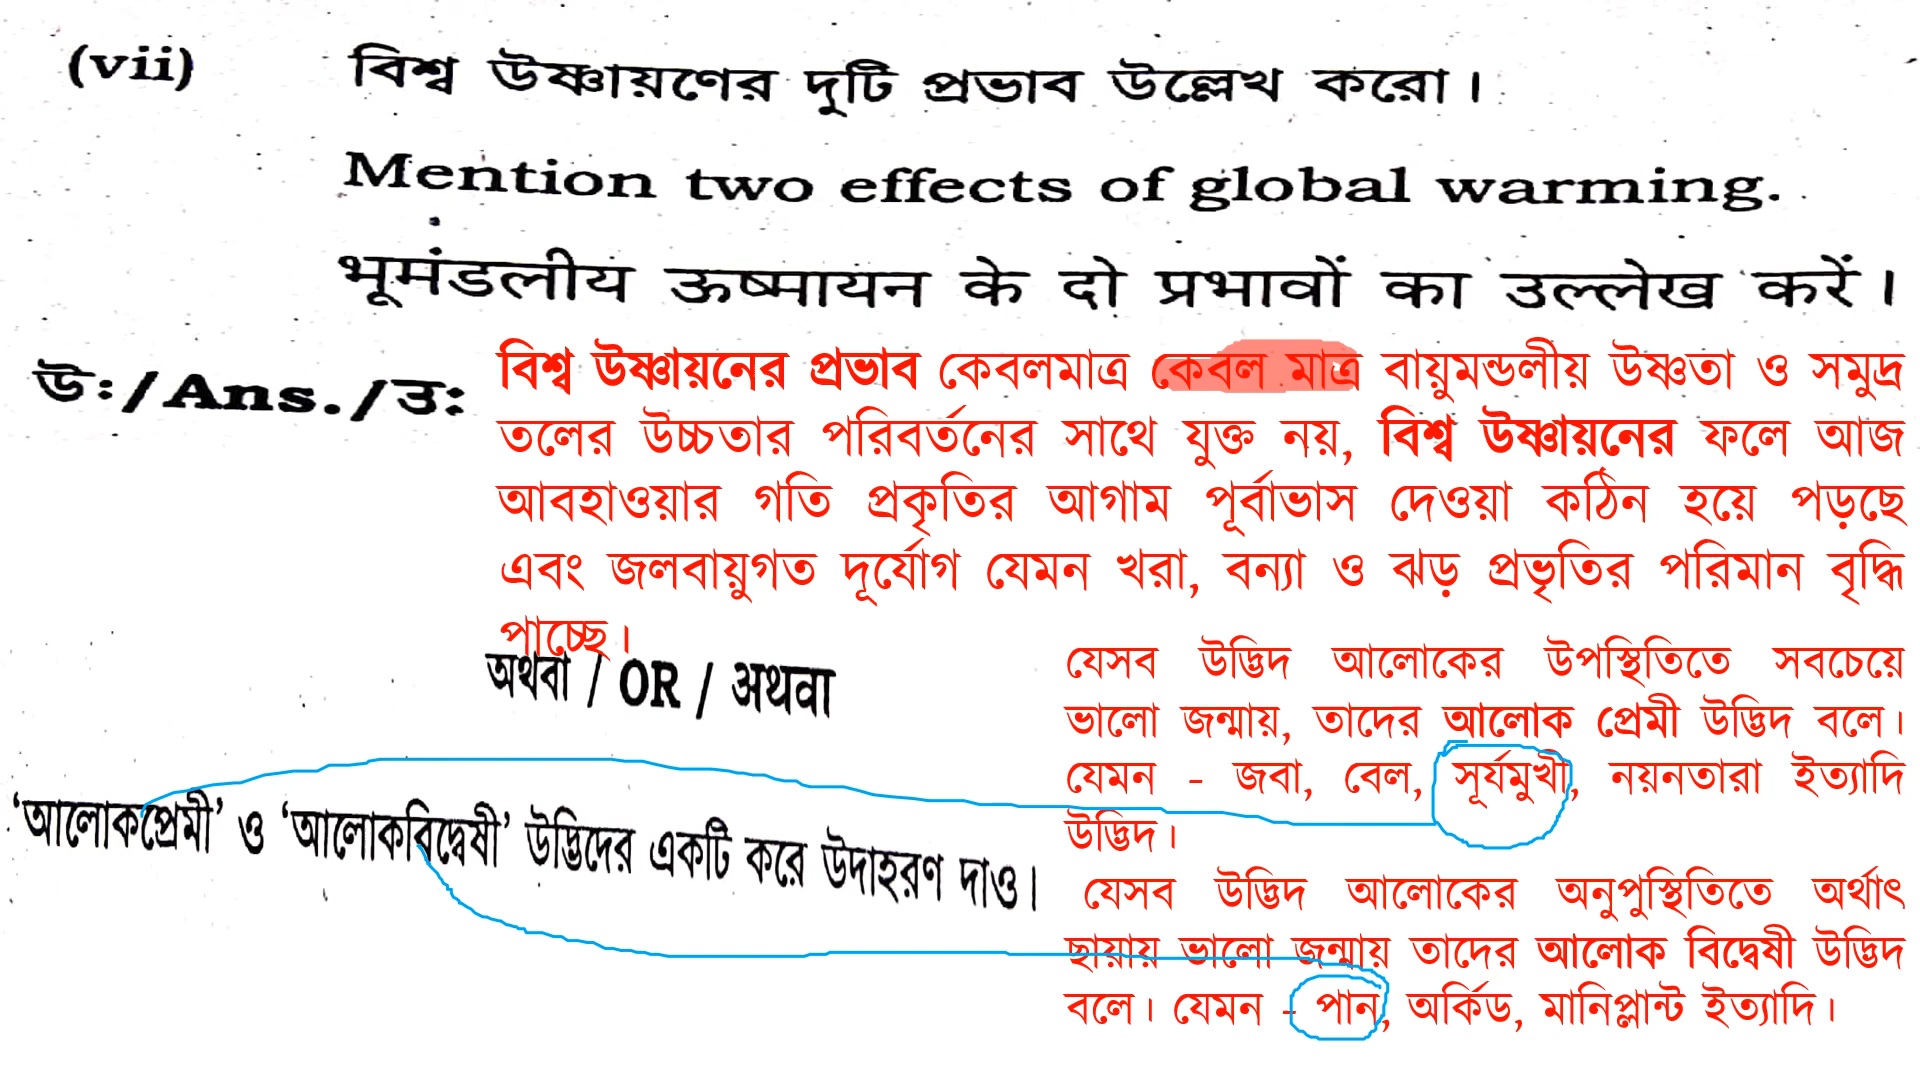 (vii) বিশ্ব উষ্ণায়ণের দুটি প্রভাব উল্লেখ করো।
Mention two effects of global warming.
भूमंडलीय ऊष्मायन के दो प्रभावों का उल्लेख करें।
উঃ/Ans./उः
বিশ্ব উষ্ণায়নের প্রভাব কেবলমাত্র কেবল মাত্র বায়ুমন্ডলীয় উষ্ণতা ও সমুদ্র
তলের উচ্চতার পরিবর্তনের সাথে যুক্ত নয়, বিশ্ব উষ্ণায়নের ফলে আজ
আবহাওয়ার গতি প্রকৃতির আগাম পূর্বাভাস দেওয়া কঠিন হয়ে পড়ছে
এবং জলবায়ুগত দূর্যোগ যেমন খরা, বন্যা ও ঝড় প্রভৃতির পরিমান বৃদ্ধি
পাচ্ছে।
অথবা / OR / अथवा
'আলোকপ্রেমী' ও 'আলোকবিদ্বেষী' উদ্ভিদের একটি করে উদাহরণ দাও।
যেসব উদ্ভিদ আলোকের উপস্থিতিতে সবচেয়ে
ভালো জন্মায়, তাদের আলোক প্রেমী উদ্ভিদ বলে।
যেমন - জবা, বেল, সূর্যমুখী, নয়নতারা ইত্যাদি
উদ্ভিদ।
যেসব উদ্ভিদ আলোকের অনুপুস্থিতিতে অর্থাৎ
ছায়ায় ভালো জন্মায় তাদের আলোক বিদ্বেষী উদ্ভিদ
বলে। যেমন - পান, অর্কিড, মানিপ্লান্ট ইত্যাদি।